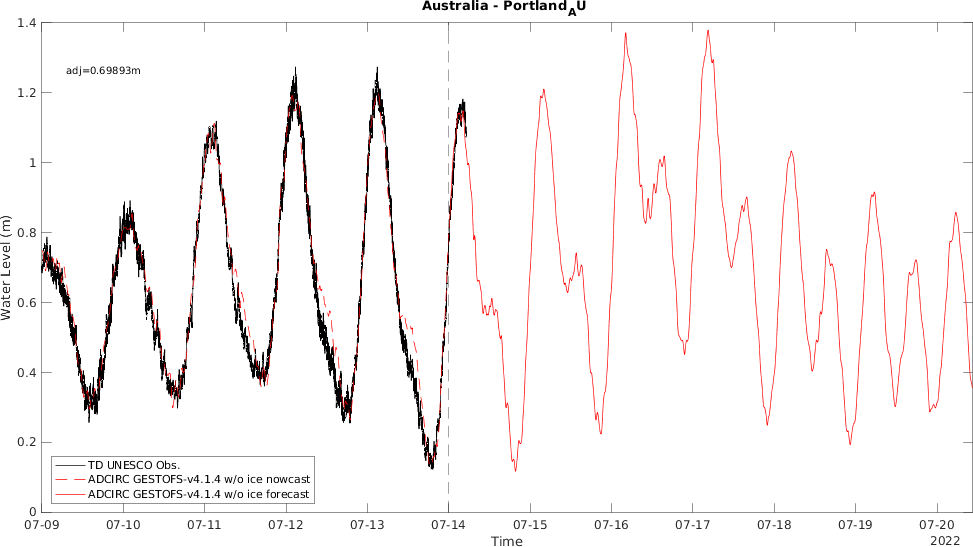 Australia - Portland_AU
adj=0.69893m
Water Level (m)
1.4
1.2
1
0.8
0.6
0.4
0.2
0
TD UNESCO Obs.
ADCIRC GESTOFS-v4.1.4 w/o ice nowcast
ADCIRC GESTOFS-v4.1.4 w/o ice forecast
07-09 07-10 07-11 07-12 07-13 07-14 07-15 07-16 07-17 07-18 07-19 07-20
Time
2022